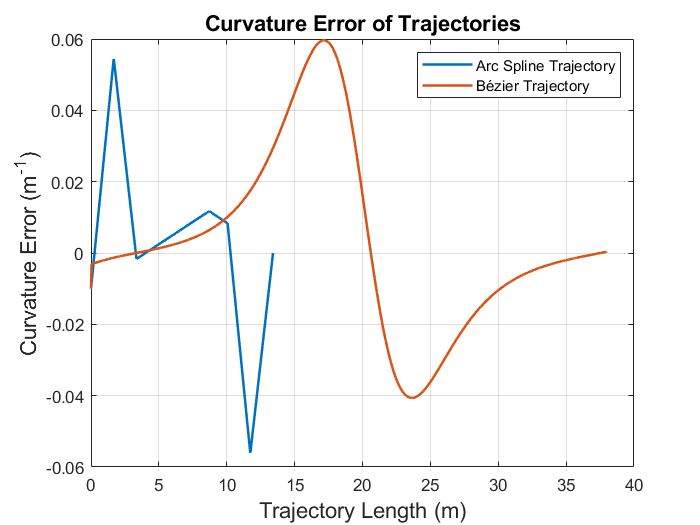 Curvature Error of Trajectories
Arc Spline Trajectory
Bézier Trajectory
Curvature Error (m⁻¹)
0.06
0.04
0.02
0
-0.02
-0.04
-0.06
0 5 10 15 20 25 30 35 40
Trajectory Length (m)